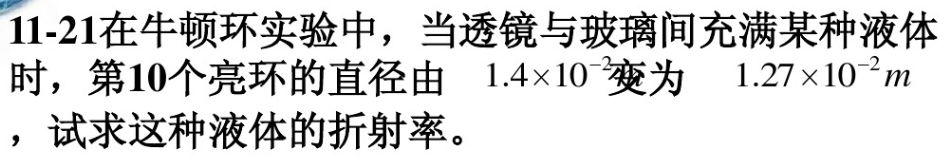 11-21在牛顿环实验中，当透镜与玻璃间充满某种液体
时，第10个亮环的直径由 1.4×10⁻²m变为 1.27×10⁻²m
，试求这种液体的折射率。